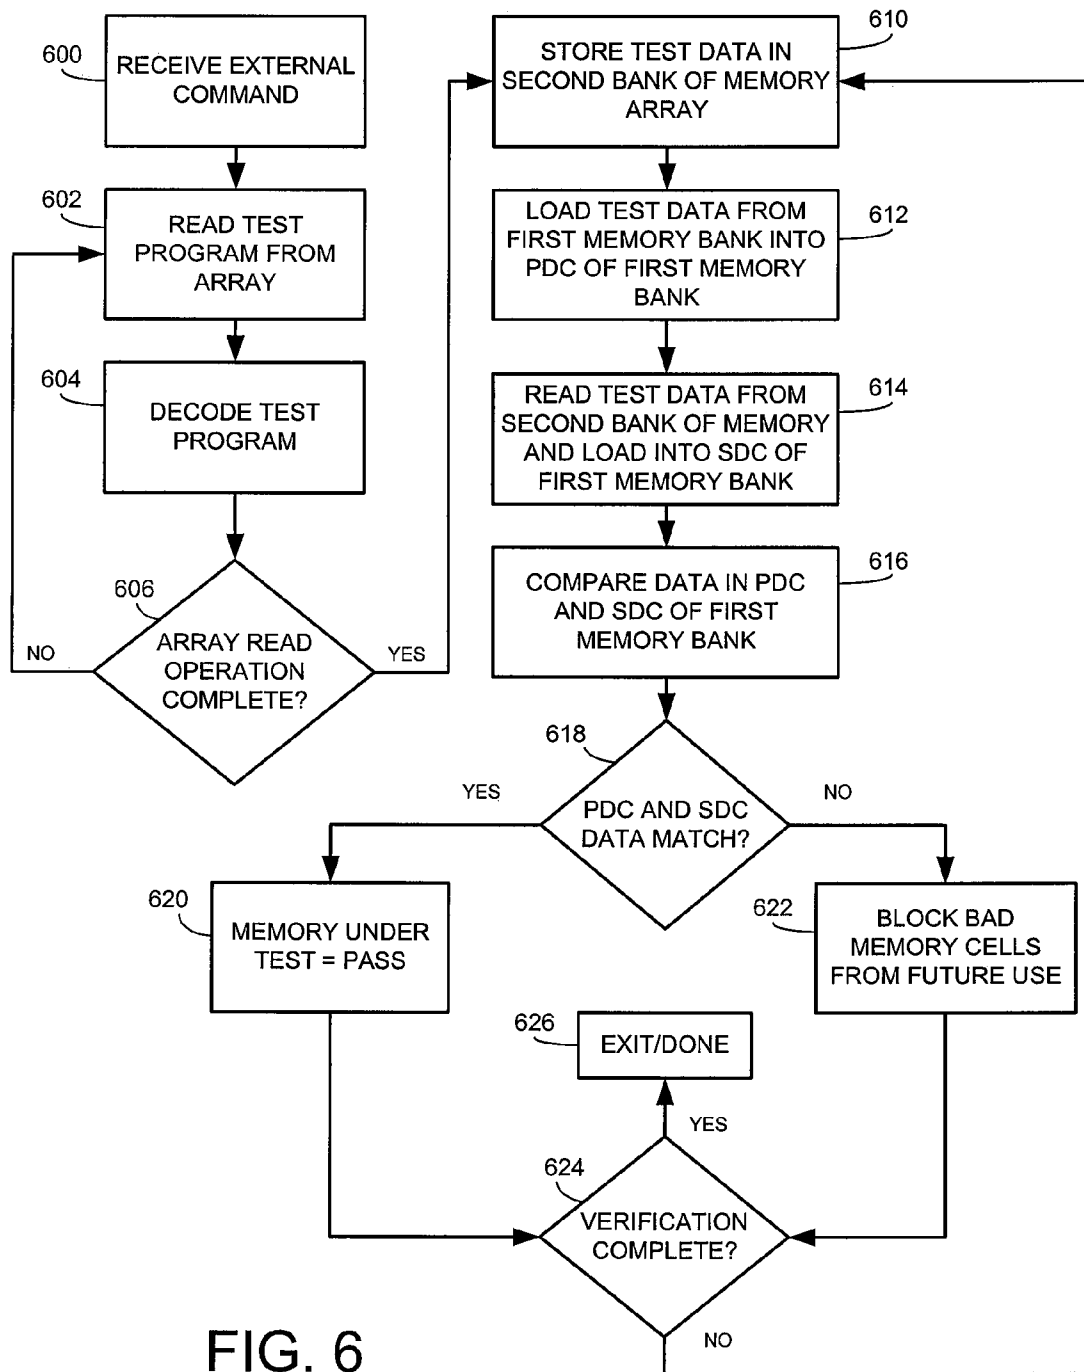 600
RECEIVE EXTERNAL
COMMAND
602
READ TEST
PROGRAM FROM
ARRAY
604
DECODE TEST
PROGRAM
606
ARRAY READ
OPERATION
COMPLETE?
NO
YES
610
STORE TEST DATA IN
SECOND BANK OF MEMORY
ARRAY
612
LOAD TEST DATA FROM
FIRST MEMORY BANK INTO
PDC OF FIRST MEMORY
BANK
614
READ TEST DATA FROM
SECOND BANK OF MEMORY
AND LOAD INTO SDC OF
FIRST MEMORY BANK
616
COMPARE DATA IN PDC
AND SDC OF FIRST
MEMORY BANK
618
PDC AND SDC
DATA MATCH?
YES
NO
620
MEMORY UNDER
TEST = PASS
622
BLOCK BAD
MEMORY CELLS
FROM FUTURE USE
626
EXIT/DONE
YES
624
VERIFICATION
COMPLETE?
NO
FIG. 6